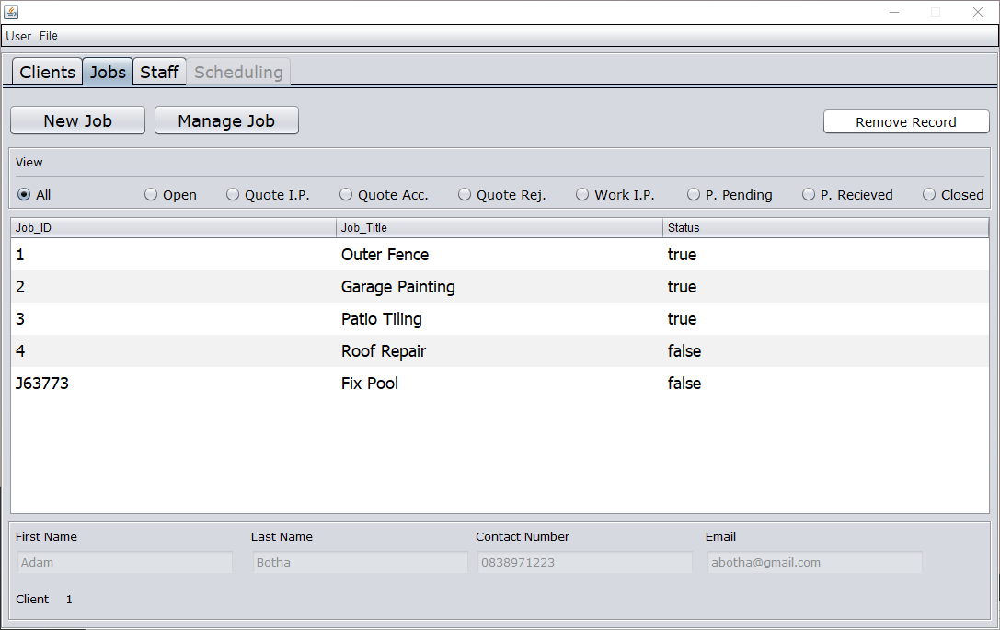 User File
Clients Jobs Staff Scheduling
New Job Manage Job Remove Record
View
All Open Quote I.P. Quote Acc. Quote Rej. Work I.P. P. Pending P. Recieved Closed
Job_ID Job_Title Status
1 Outer Fence true
2 Garage Painting true
3 Patio Tiling true
4 Roof Repair false
J63773 Fix Pool false
First Name Last Name Contact Number Email
Adam Botha 0838971223 abotha@gmail.com
Client 1